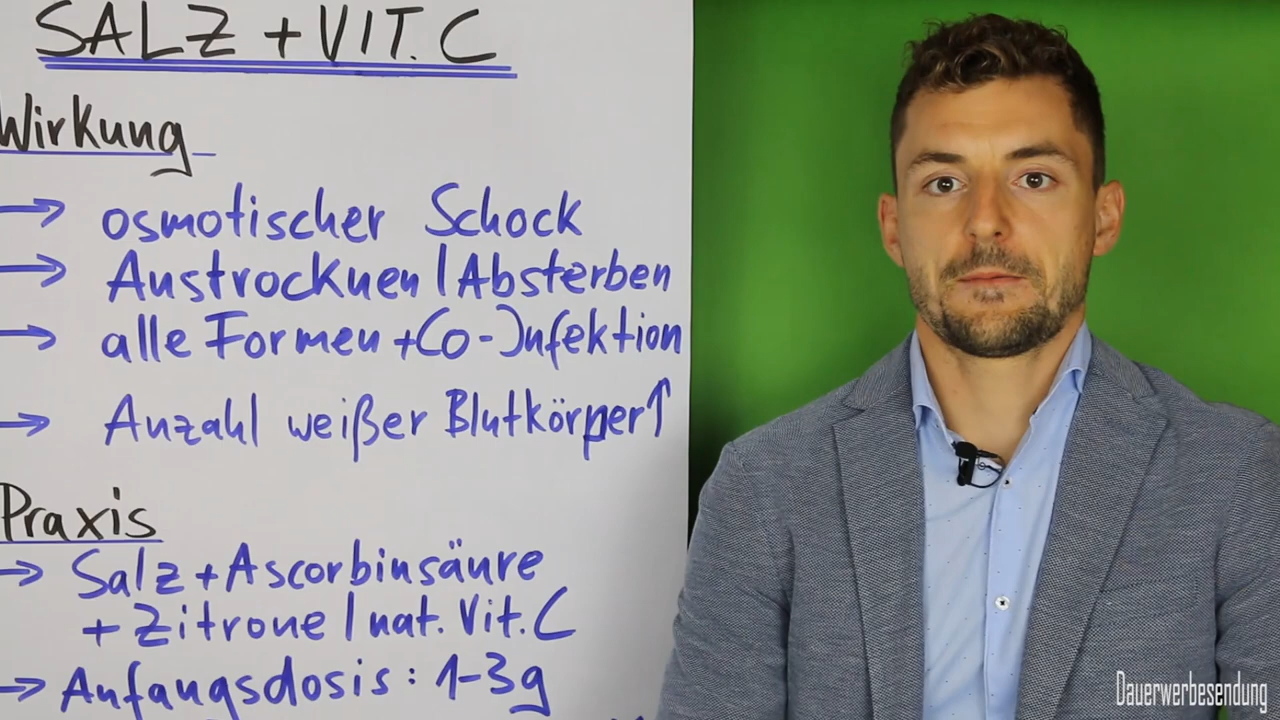 SALZ + VIT. C
Wirkung
→ osmotischer Schock
→ Austrocknen / Absterben
→ alle Formen + Co-Infektion
→ Anzahl weißer Blutkörper ↑
Praxis
→ Salz + Ascorbinsäure
+ Zitrone / nat. Vit. C
→ Anfangsdosis: 1-3g
Dauerwerbesendung